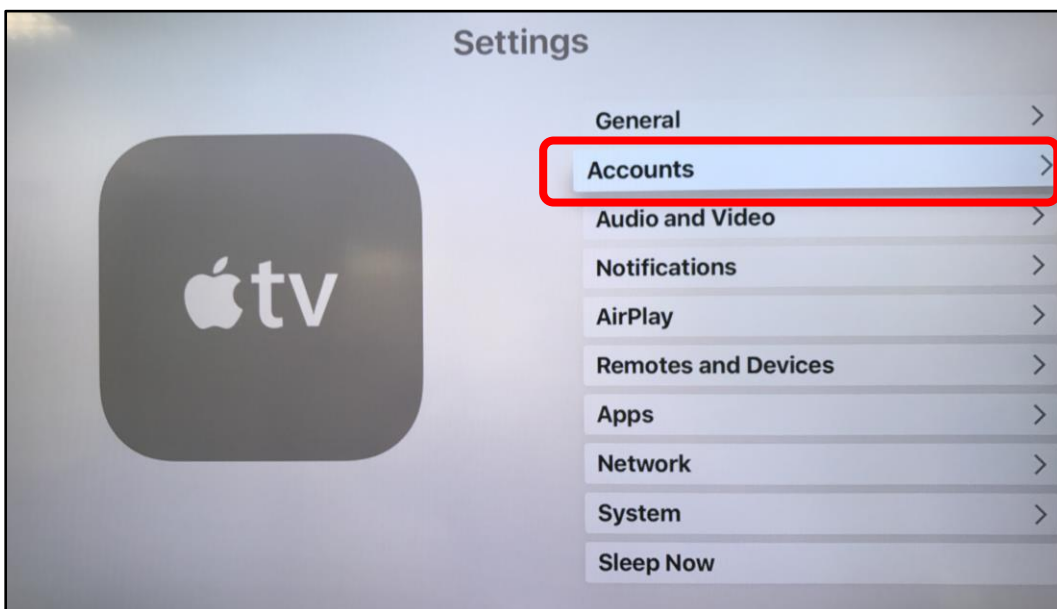 Settings
General
Accounts
Audio and Video
Notifications
tv
AirPlay
Remotes and Devices
Apps
Network
System
Sleep Now